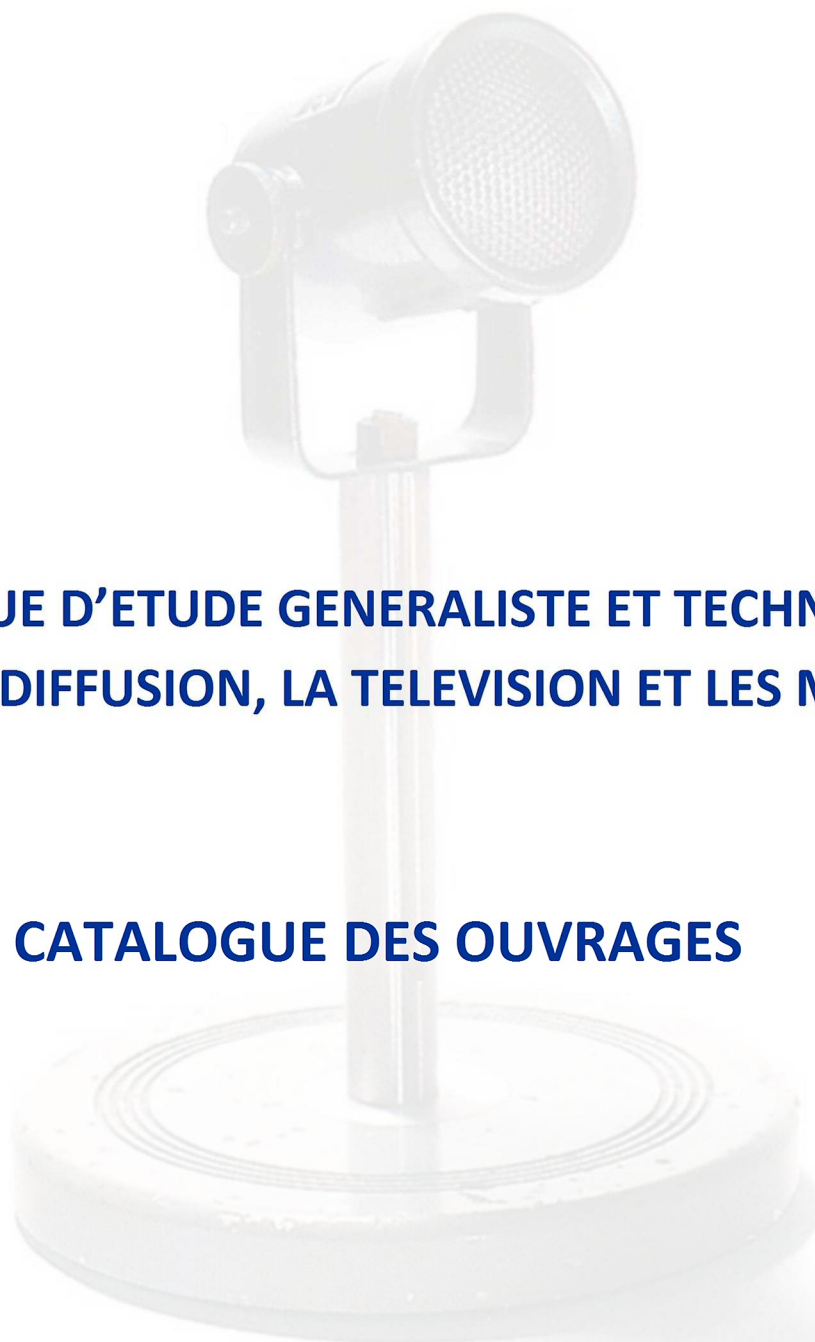 UE D’ETUDE GENERALISTE ET TECHN
DIFFUSION, LA TELEVISION ET LES M
CATALOGUE DES OUVRAGES